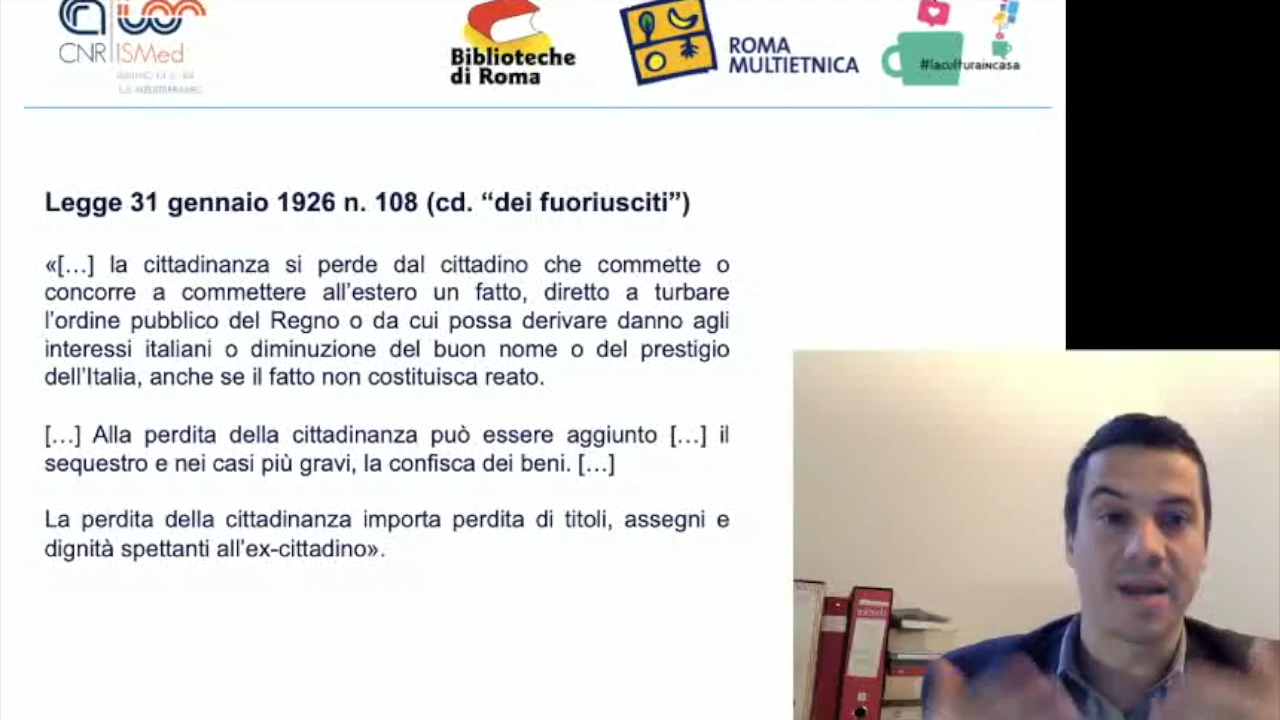 CNR ISMed
Biblioteche
di Roma
ROMA
MULTIETNICA
#laculturaincasa
Legge 31 gennaio 1926 n. 108 (cd. “dei fuoriusciti”)
«[…] la cittadinanza si perde dal cittadino che commette o
concorre a commettere all’estero un fatto, diretto a turbare
l’ordine pubblico del Regno o da cui possa derivare danno agli
interessi italiani o diminuzione del buon nome o del prestigio
dell’Italia, anche se il fatto non costituisca reato.
[…] Alla perdita della cittadinanza può essere aggiunto […] il
sequestro e nei casi più gravi, la confisca dei beni. […]
La perdita della cittadinanza importa perdita di titoli, assegni e
dignità spettanti all’ex-cittadino».